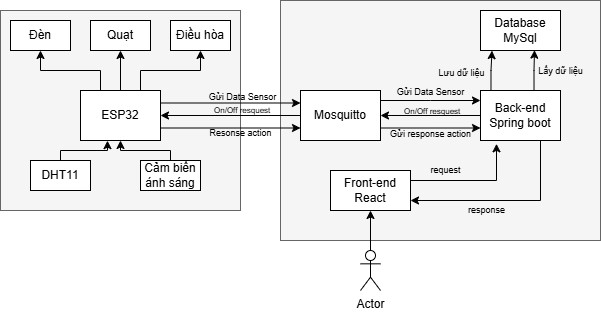 Đèn
Quạt
Điều hòa
ESP32
DHT11
Cảm biến
ánh sáng
Gửi Data Sensor
On/Off resquest
Resonse action
Mosquitto
Gửi Data Sensor
On/Off resquest
Gửi response action
Database
MySql
Lưu dữ liệu
Lấy dữ liệu
Back-end
Spring boot
Front-end
React
request
response
Actor